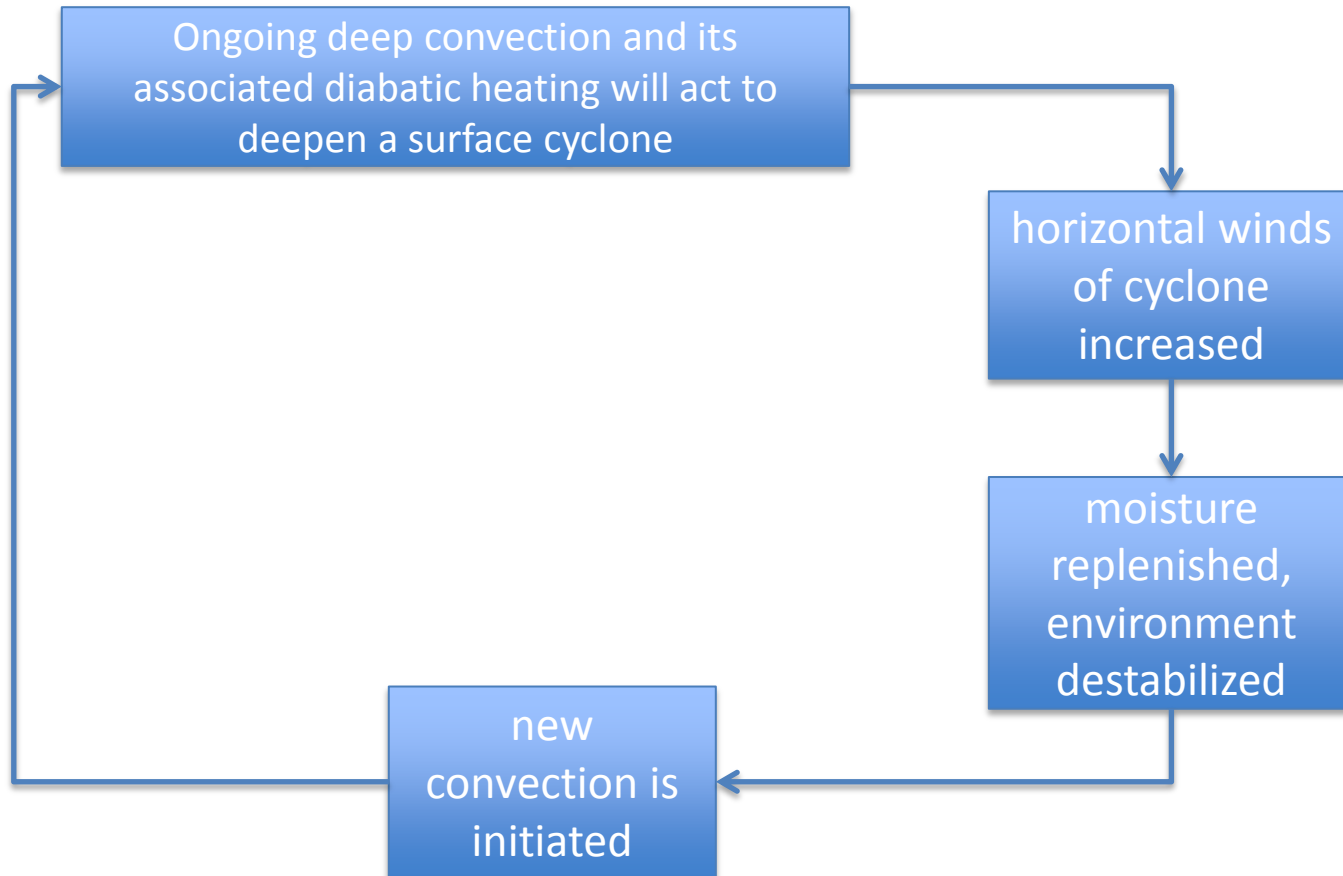 Ongoing deep convection and its
associated diabatic heating will act to
deepen a surface cyclone
horizontal winds
of cyclone
increased
moisture
replenished,
environment
destabilized
new
convection is
initiated